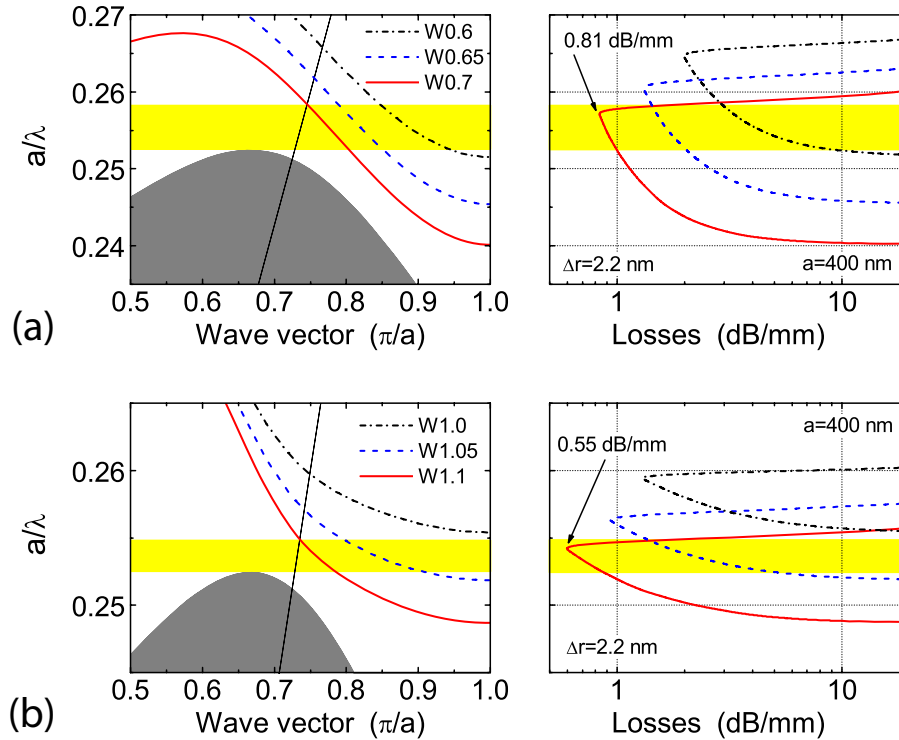 (a)
a/λ
0.27
0.26
0.25
0.24
W0.6
W0.65
W0.7
0.5 0.6 0.7 0.8 0.9 1.0
Wave vector (π/a)
0.81 dB/mm
Δr=2.2 nm a=400 nm
1 10
Losses (dB/mm)
(b)
a/λ
0.26
0.25
W1.0
W1.05
W1.1
0.5 0.6 0.7 0.8 0.9 1.0
Wave vector (π/a)
a=400 nm
0.55 dB/mm
Δr=2.2 nm
1 10
Losses (dB/mm)